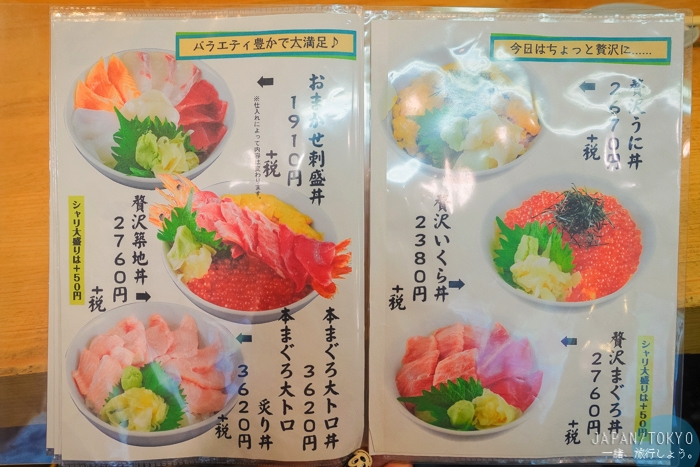 バラエティ豊かで大満足♪
おまかせ刺盛丼
1910円
+税
※仕入れによって内容は変わります。
贅沢築地丼
2760円
+税
シャリ大盛りは+50円
本まぐろ大トロ丼
3620円
本まぐろ大トロ
炙り丼
3620円
+税
今日はちょっと贅沢に……
贅沢うに丼
2570円
+税
贅沢いくら丼
2380円
+税
贅沢まぐろ丼
2760円
+税
シャリ大盛りは+50円
JAPAN/TOKYO
一緒、旅行しよう。